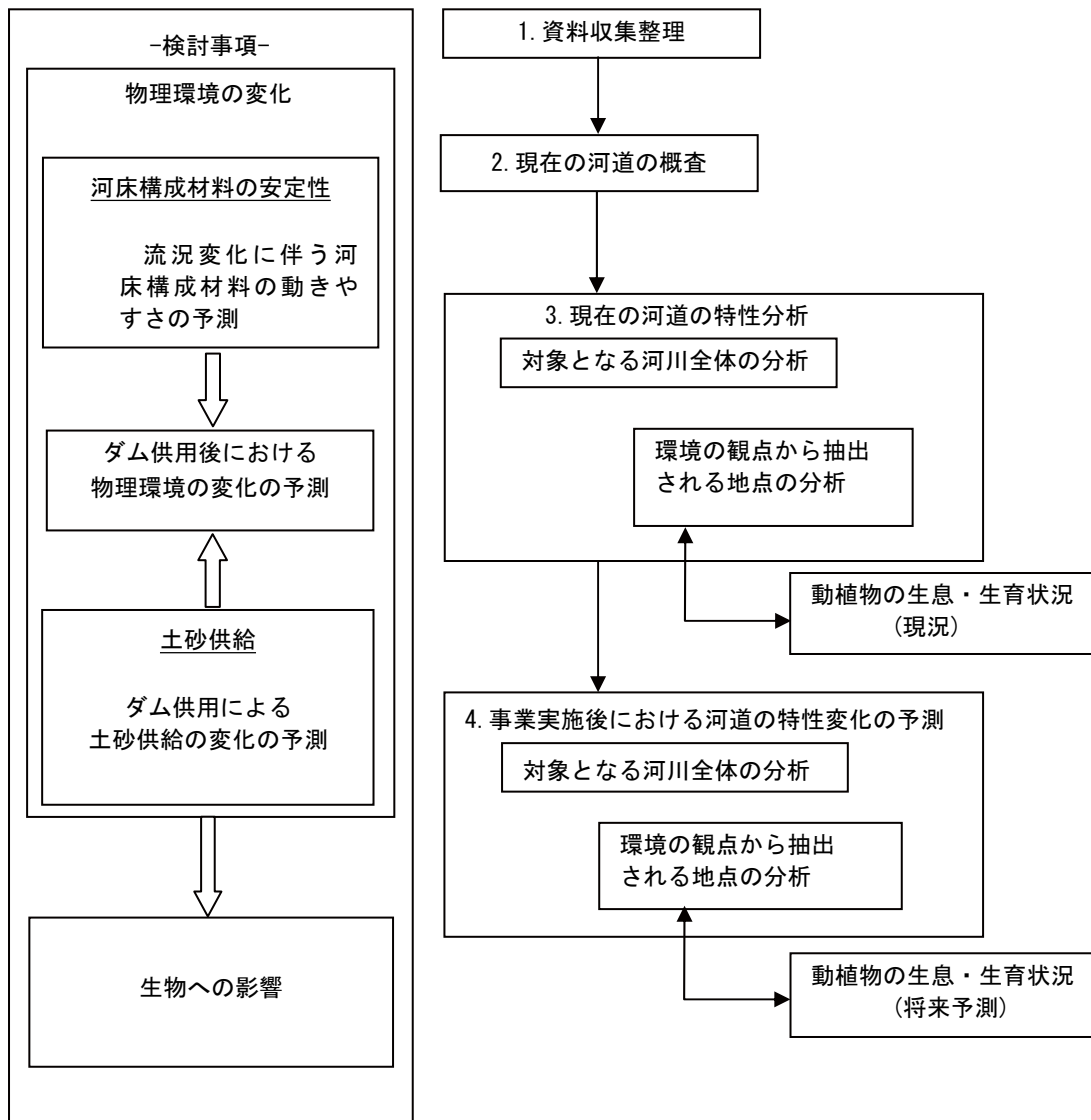 -検討事項-
物理環境の変化
河床構成材料の安定性
流況変化に伴う河
床構成材料の動きや
すさの予測
ダム供用後における
物理環境の変化の予測
土砂供給
ダム供用による
土砂供給の変化の予測
生物への影響
1.資料収集整理
2.現在の河道の概査
3.現在の河道の特性分析
対象となる河川全体の分析
環境の観点から抽出
される地点の分析
動植物の生息・生育状況
(現況)
4.事業実施後における河道の特性変化の予測
対象となる河川全体の分析
環境の観点から抽出
される地点の分析
動植物の生息・生育状況
(将来予測)